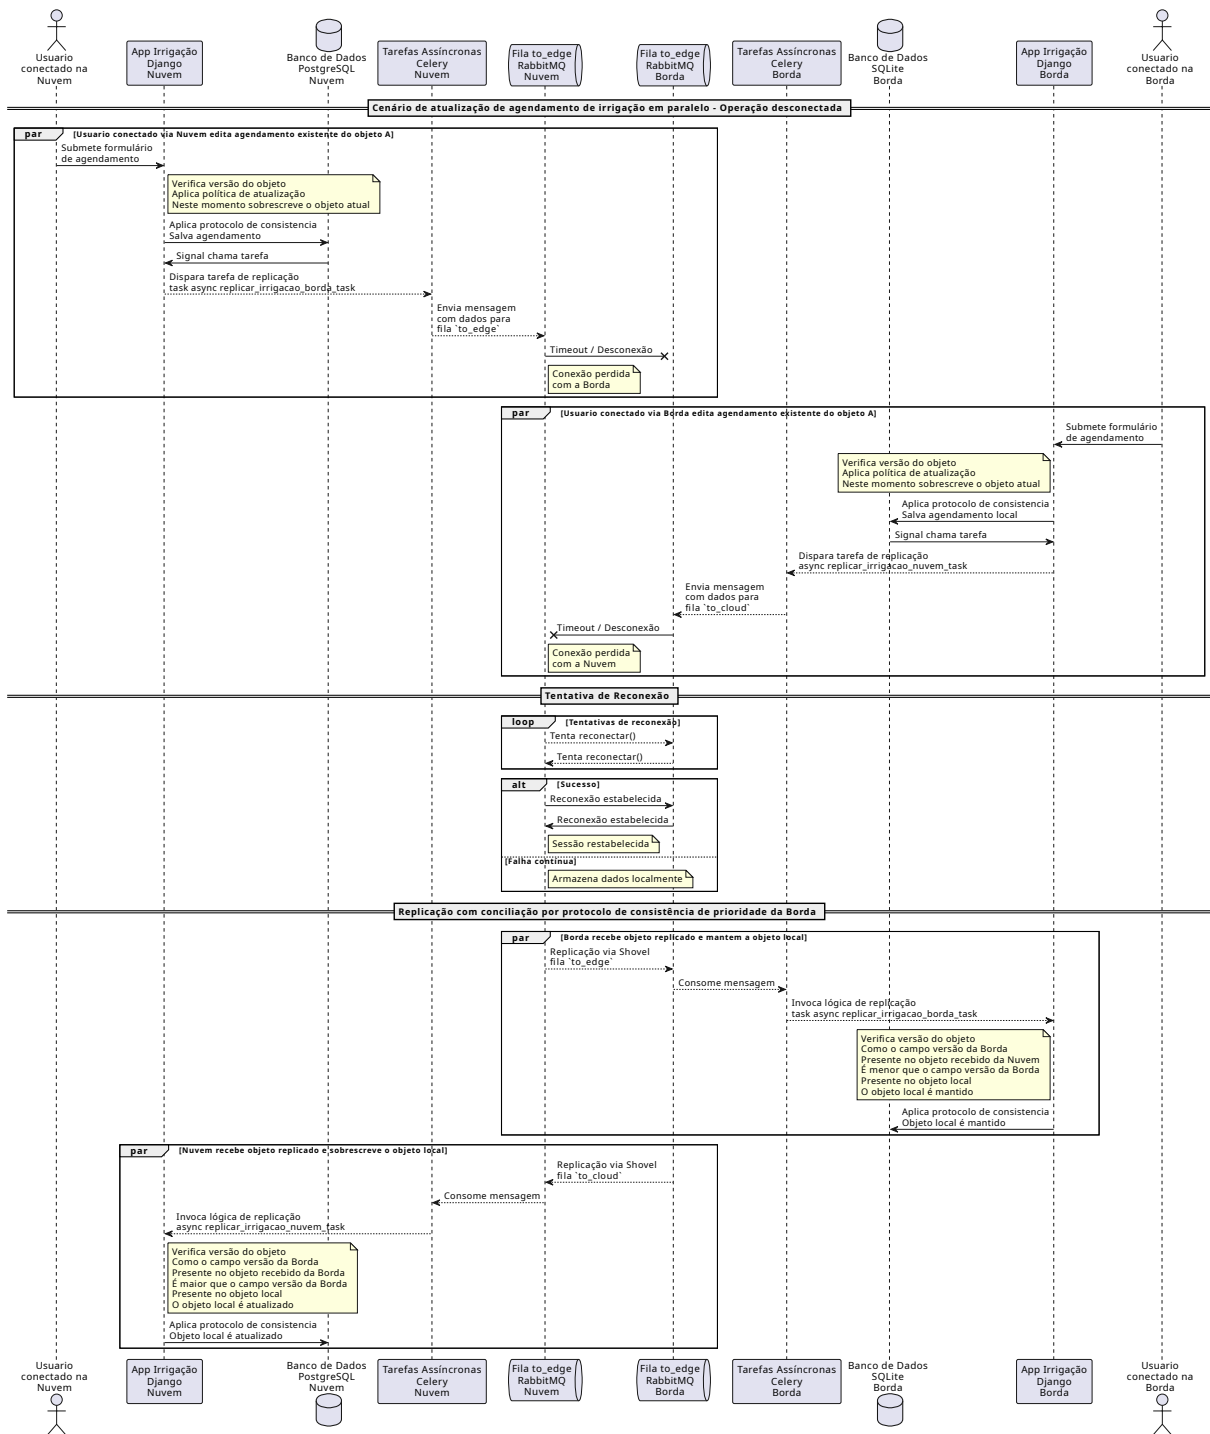 Usuario
conectado na
Nuvem
App Irrigação
Django
Nuvem
Banco de Dados
PostgreSQL
Nuvem
Tarefas Assíncronas
Celery
Nuvem
Fila to_edge
RabbitMQ
Nuvem
Fila to_edge
RabbitMQ
Borda
Tarefas Assíncronas
Celery
Borda
Banco de Dados
SQLite
Borda
App Irrigação
Django
Borda
Usuario
conectado na
Borda
Cenário de atualização de agendamento de irrigação em paralelo - Operação desconectada
par [Usuario conectado via Nuvem edita agendamento existente do objeto A]
Submete formulário
de agendamento
Verifica versão do objeto
Aplica política de atualização
Neste momento sobrescreve o objeto atual
Aplica protocolo de consistencia
Salva agendamento
Signal chama tarefa
Dispara tarefa de replicação
task async replicar_irrigacao_borda_task
Envia mensagem
com dados para
fila `to_edge`
Timeout / Desconexão
Conexão perdida
com a Borda
par [Usuario conectado via Borda edita agendamento existente do objeto A]
Submete formulário
de agendamento
Verifica versão do objeto
Aplica política de atualização
Neste momento sobrescreve o objeto atual
Aplica protocolo de consistencia
Salva agendamento local
Signal chama tarefa
Dispara tarefa de replicação
async replicar_irrigacao_nuvem_task
Envia mensagem
com dados para
fila `to_cloud`
Timeout / Desconexão
Conexão perdida
com a Nuvem
Tentativa de Reconexão
loop [Tentativas de reconexão]
Tenta reconectar()
Tenta reconectar()
alt [Sucesso]
Reconexão estabelecida
Reconexão estabelecida
Sessão restabelecida
[Falha contínua]
Armazena dados localmente
Replicação com conciliação por protocolo de consistência de prioridade da Borda
par [Borda recebe objeto replicado e mantem a objeto local]
Replicação via Shovel
fila `to_edge`
Consome mensagem
Invoca lógica de replicação
task async replicar_irrigacao_borda_task
Verifica versão do objeto
Como o campo versão da Borda
Presente no objeto recebido da Nuvem
É menor que o campo versão da Borda
Presente no objeto local
O objeto local é mantido
Aplica protocolo de consistencia
Objeto local é mantido
par [Nuvem recebe objeto replicado e sobrescreve o objeto local]
Replicação via Shovel
fila `to_cloud`
Consome mensagem
Invoca lógica de replicação
async replicar_irrigacao_nuvem_task
Verifica versão do objeto
Como o campo versão da Borda
Presente no objeto recebido da Borda
É maior que o campo versão da Borda
Presente no objeto local
O objeto local é atualizado
Aplica protocolo de consistencia
Objeto local é atualizado
Usuario
conectado na
Nuvem
App Irrigação
Django
Nuvem
Banco de Dados
PostgreSQL
Nuvem
Tarefas Assíncronas
Celery
Nuvem
Fila to_edge
RabbitMQ
Nuvem
Fila to_edge
RabbitMQ
Borda
Tarefas Assíncronas
Celery
Borda
Banco de Dados
SQLite
Borda
App Irrigação
Django
Borda
Usuario
conectado na
Borda